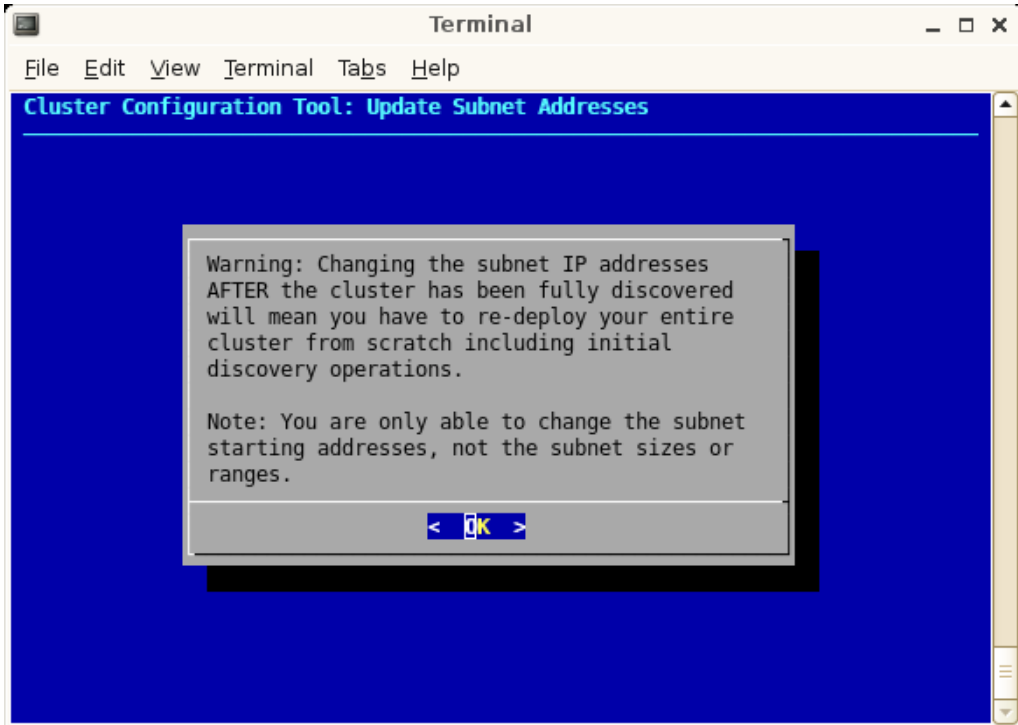 Terminal
File Edit View Terminal Tabs Help
Cluster Configuration Tool: Update Subnet Addresses
Warning: Changing the subnet IP addresses
AFTER the cluster has been fully discovered
will mean you have to re-deploy your entire
cluster from scratch including initial
discovery operations.
Note: You are only able to change the subnet
starting addresses, not the subnet sizes or
ranges.
< OK >